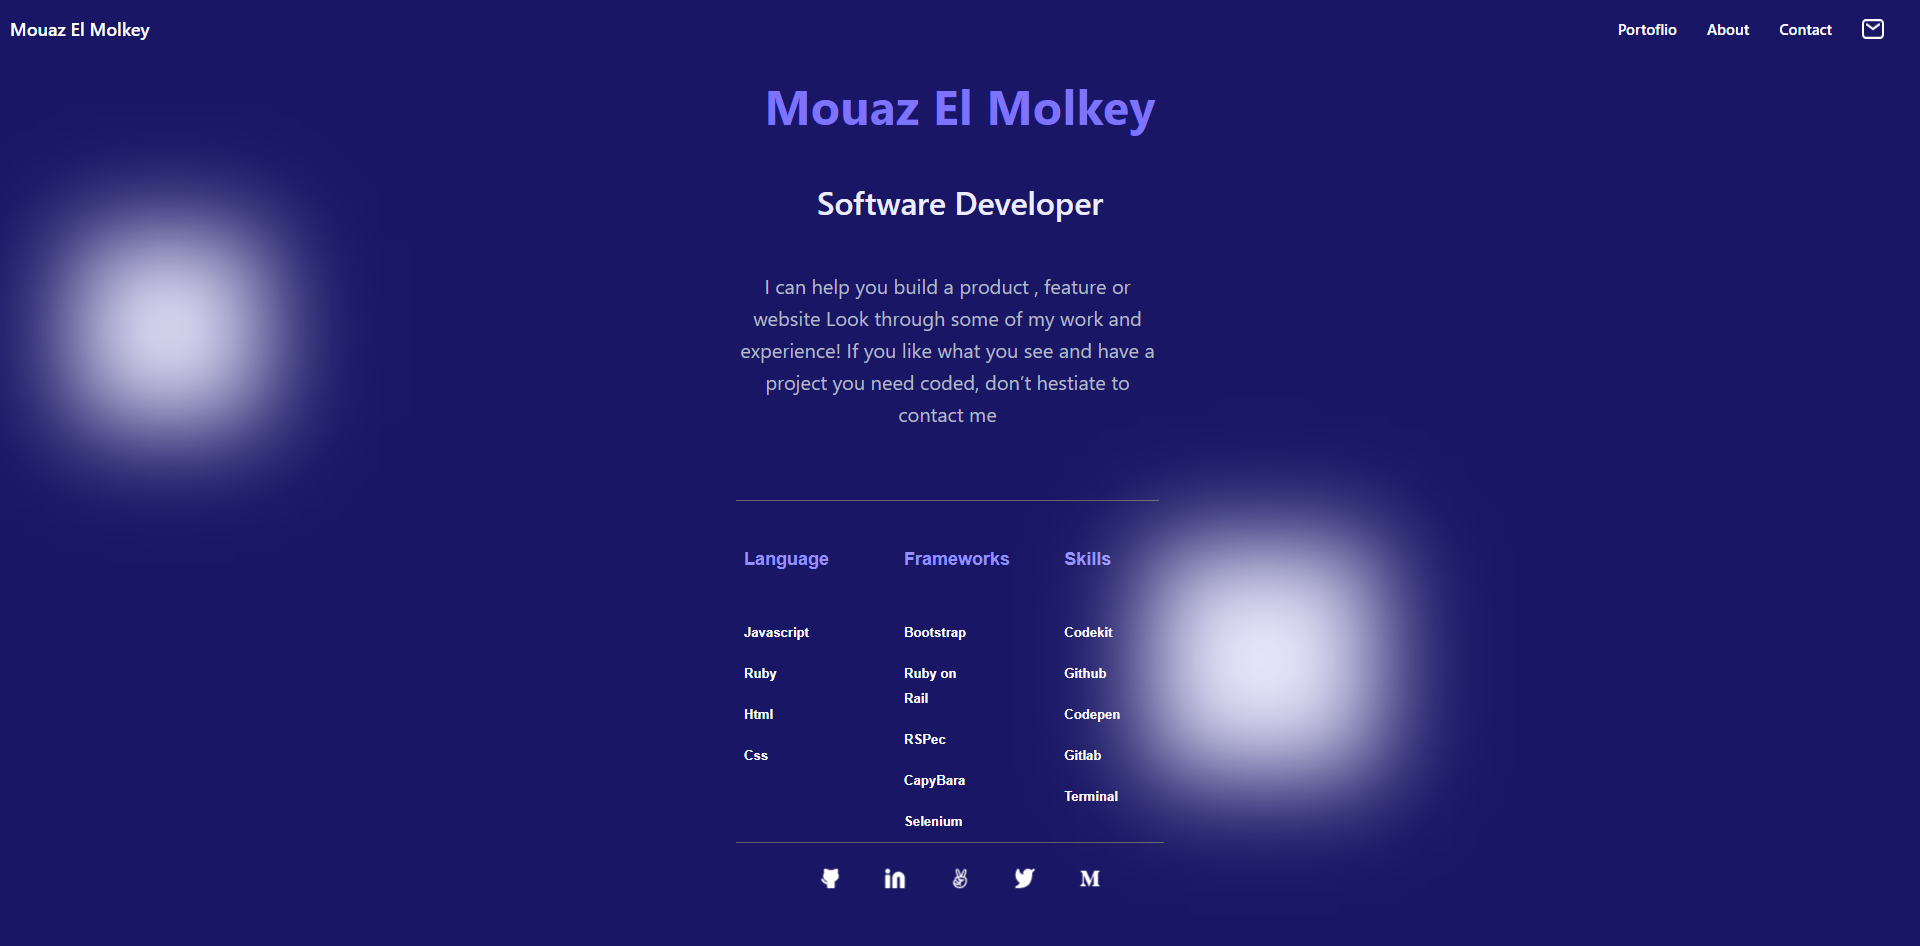 Mouaz El Molkey
Portoflio
About
Contact
Mouaz El Molkey
Software Developer
I can help you build a product , feature or
website Look through some of my work and
experience! If you like what you see and have a
project you need coded, don’t hestiate to
contact me
Language
Javascript
Ruby
Html
Css
Frameworks
Bootstrap
Ruby on
Rail
RSPec
CapyBara
Selenium
Skills
Codekit
Github
Codepen
Gitlab
Terminal